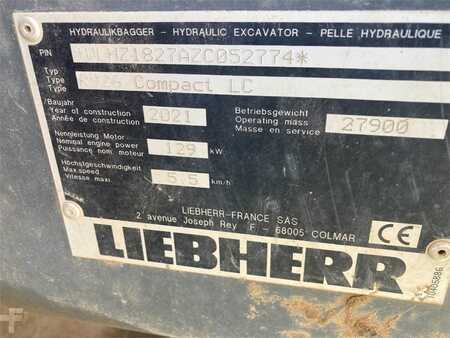 HYDRAULIKBAGGER - HYDRAULIC EXCAVATOR - PELLE HYDRAULIQUE
PIN
Typ
Type Compact LC
Type
Baujahr
Year of construction 2021
Année de construction
Betriebsgewicht
Operating mass 27900
Masse en service
Nennleistung Motor
Nominal engine power 129 kW
Puissance nom. moteur
Höchstgeschwindigkeit
Max.speed 5.5 km/h
Vitesse maxi.
LIEBHERR-FRANCE SAS
2 avenue Joseph Rey F - 68005 COLMAR
CE
LIEBHERR
10405886